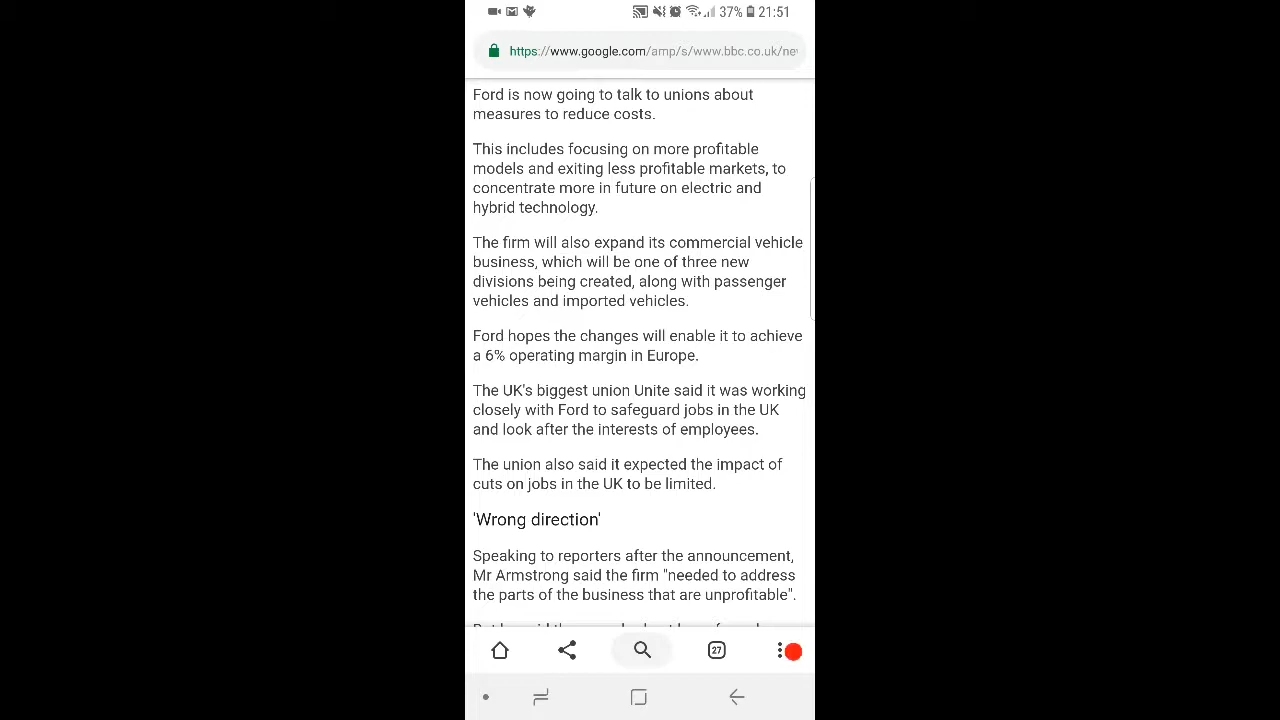 37% 21:51
https://www.google.com/amp/s/www.bbc.co.uk/ne
Ford is now going to talk to unions about
measures to reduce costs.
This includes focusing on more profitable
models and exiting less profitable markets, to
concentrate more in future on electric and
hybrid technology.
The firm will also expand its commercial vehicle
business, which will be one of three new
divisions being created, along with passenger
vehicles and imported vehicles.
Ford hopes the changes will enable it to achieve
a 6% operating margin in Europe.
The UK's biggest union Unite said it was working
closely with Ford to safeguard jobs in the UK
and look after the interests of employees.
The union also said it expected the impact of
cuts on jobs in the UK to be limited.
'Wrong direction'
Speaking to reporters after the announcement,
Mr Armstrong said the firm "needed to address
the parts of the business that are unprofitable".
27